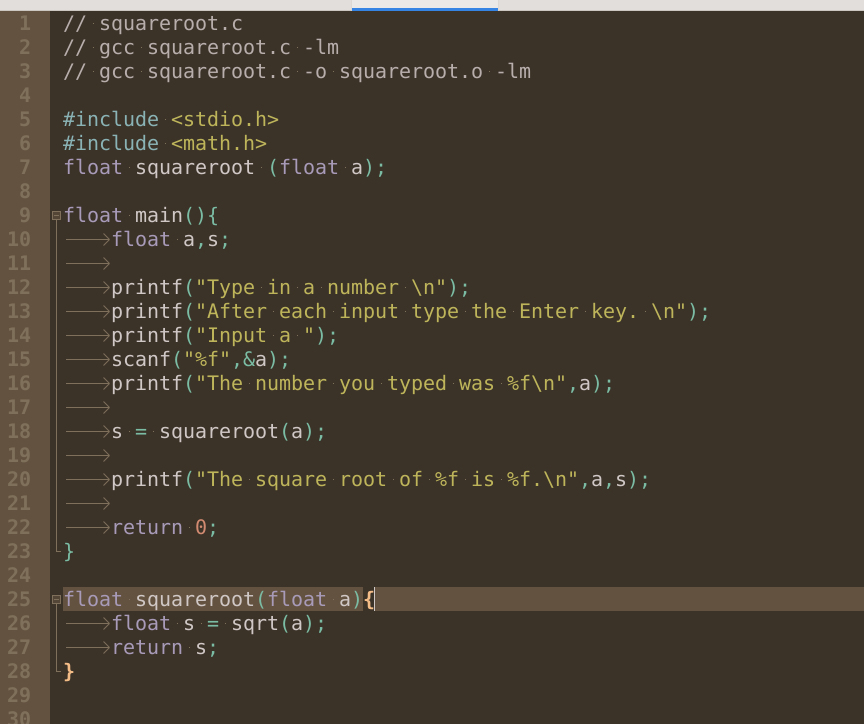 1 // squareroot.c
2 // gcc squareroot.c -lm
3 // gcc squareroot.c -o squareroot.o -lm
4
5 #include <stdio.h>
6 #include <math.h>
7 float squareroot (float a);
8
9 float main(){
10 float a,s;
11
12 printf("Type in a number \n");
13 printf("After each input type the Enter key. \n");
14 printf("Input a ");
15 scanf("%f",&a);
16 printf("The number you typed was %f\n",a);
17
18 s = squareroot(a);
19
20 printf("The square root of %f is %f.\n",a,s);
21
22 return 0;
23 }
24
25 float squareroot(float a){
26 float s = sqrt(a);
27 return s;
28 }
29
30